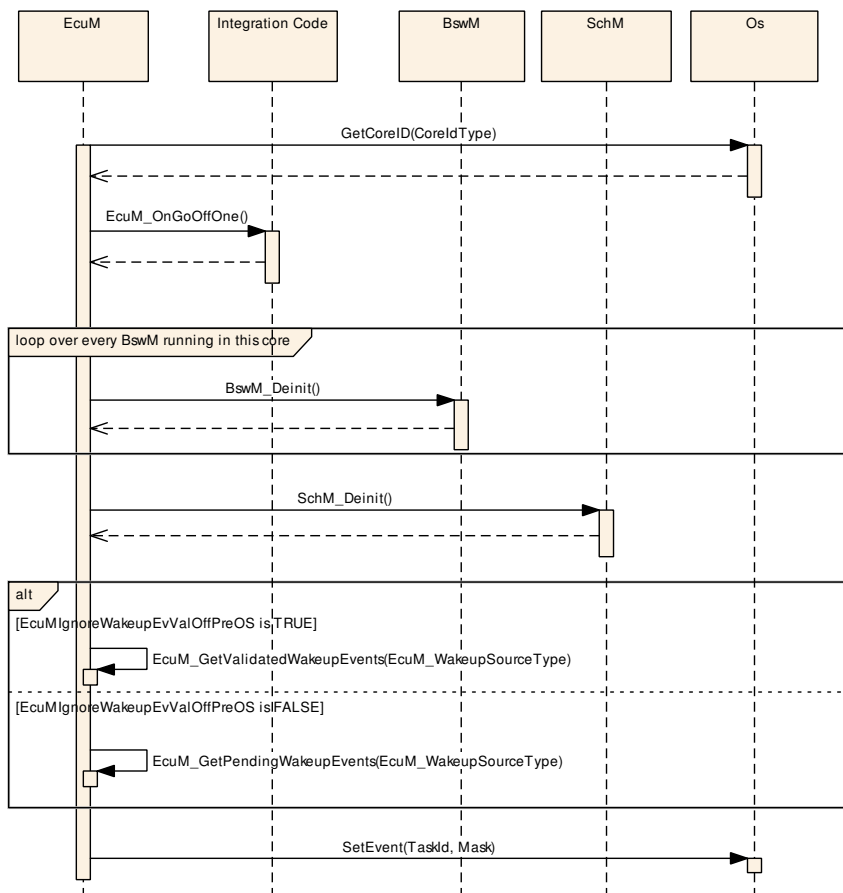 EcuM
Integration Code
BswM
SchM
Os
GetCoreID(CoreIdType)
EcuM_OnGoOffOne()
loop over every BswM running in this core
BswM_Deinit()
SchM_Deinit()
alt
[EcuMIgnoreWakeupEvValOffPreOS is TRUE]
EcuM_GetValidatedWakeupEvents(EcuM_WakeupSourceType)
[EcuMIgnoreWakeupEvValOffPreOS is FALSE]
EcuM_GetPendingWakeupEvents(EcuM_WakeupSourceType)
SetEvent(TaskId, Mask)